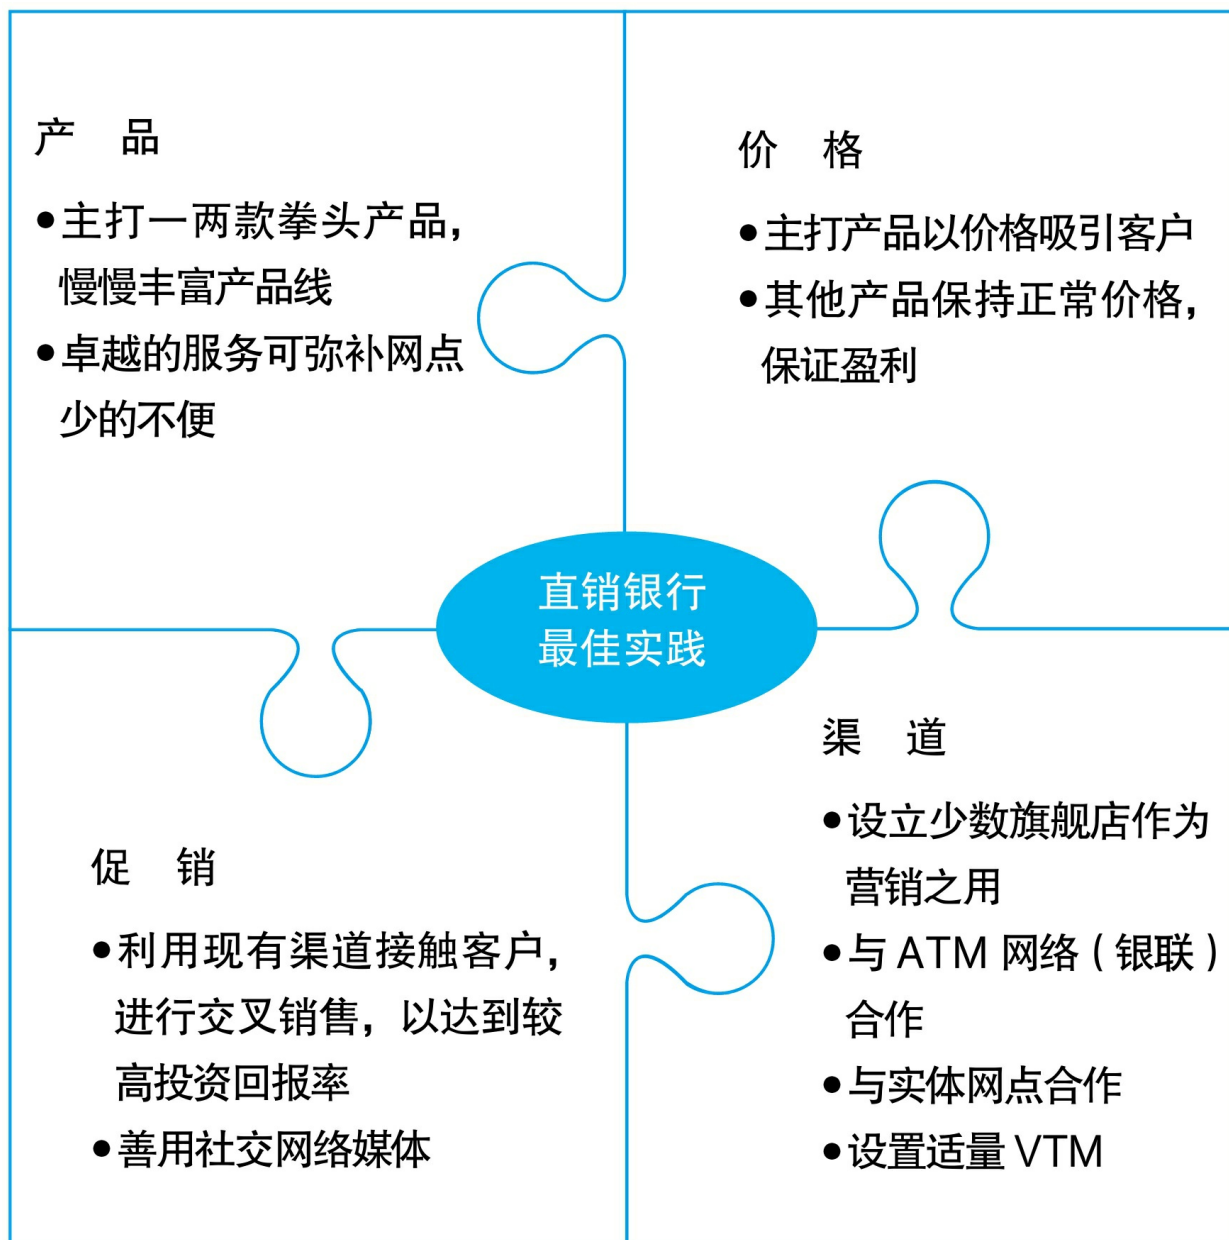 产 品
●主打一两款拳头产品，
慢慢丰富产品线
●卓越的服务可弥补网点
少的不便
价 格
●主打产品以价格吸引客户
●其他产品保持正常价格，
保证盈利
直销银行
最佳实践
促 销
●利用现有渠道接触客户，
进行交叉销售，以达到较
高投资回报率
●善用社交网络媒体
渠 道
●设立少数旗舰店作为
营销之用
●与 ATM 网络（银联）
合作
●与实体网点合作
●设置适量 VTM